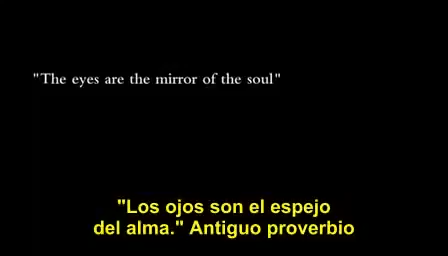 "The eyes are the mirror of the soul"
"Los ojos son el espejo
del alma." Antiguo proverbio